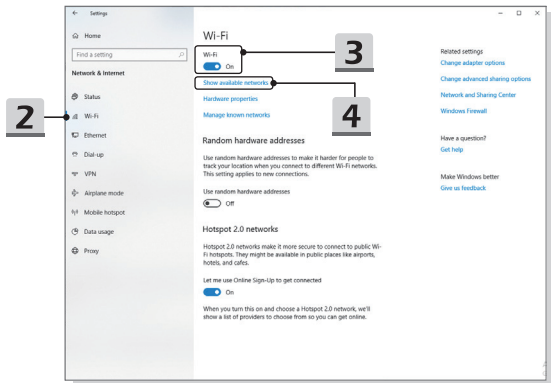 Settings
Home
Find a setting
Network & Internet
Status
Wi-Fi
Ethernet
Dial-up
VPN
Airplane mode
Mobile hotspot
Data usage
Proxy
2
Wi-Fi
Wi-Fi
On
3
Show available networks
4
Hardware properties
Manage known networks
Random hardware addresses
Use random hardware addresses to make it harder for people to
track your location when you connect to different Wi-Fi networks.
This setting applies to new connections.
Use random hardware addresses
Off
Hotspot 2.0 networks
Hotspot 2.0 networks make it more secure to connect to public Wi-
Fi hotspots. They might be available in public places like airports,
hotels, and cafes.
Let me use Online Sign-Up to get connected
On
When you turn this on and choose a Hotspot 2.0 network, we'll
show a list of providers to choose from so you can get online.
Related settings
Change adapter options
Change advanced sharing options
Network and Sharing Center
Windows Firewall
Have a question?
Get help
Make Windows better
Give us feedback